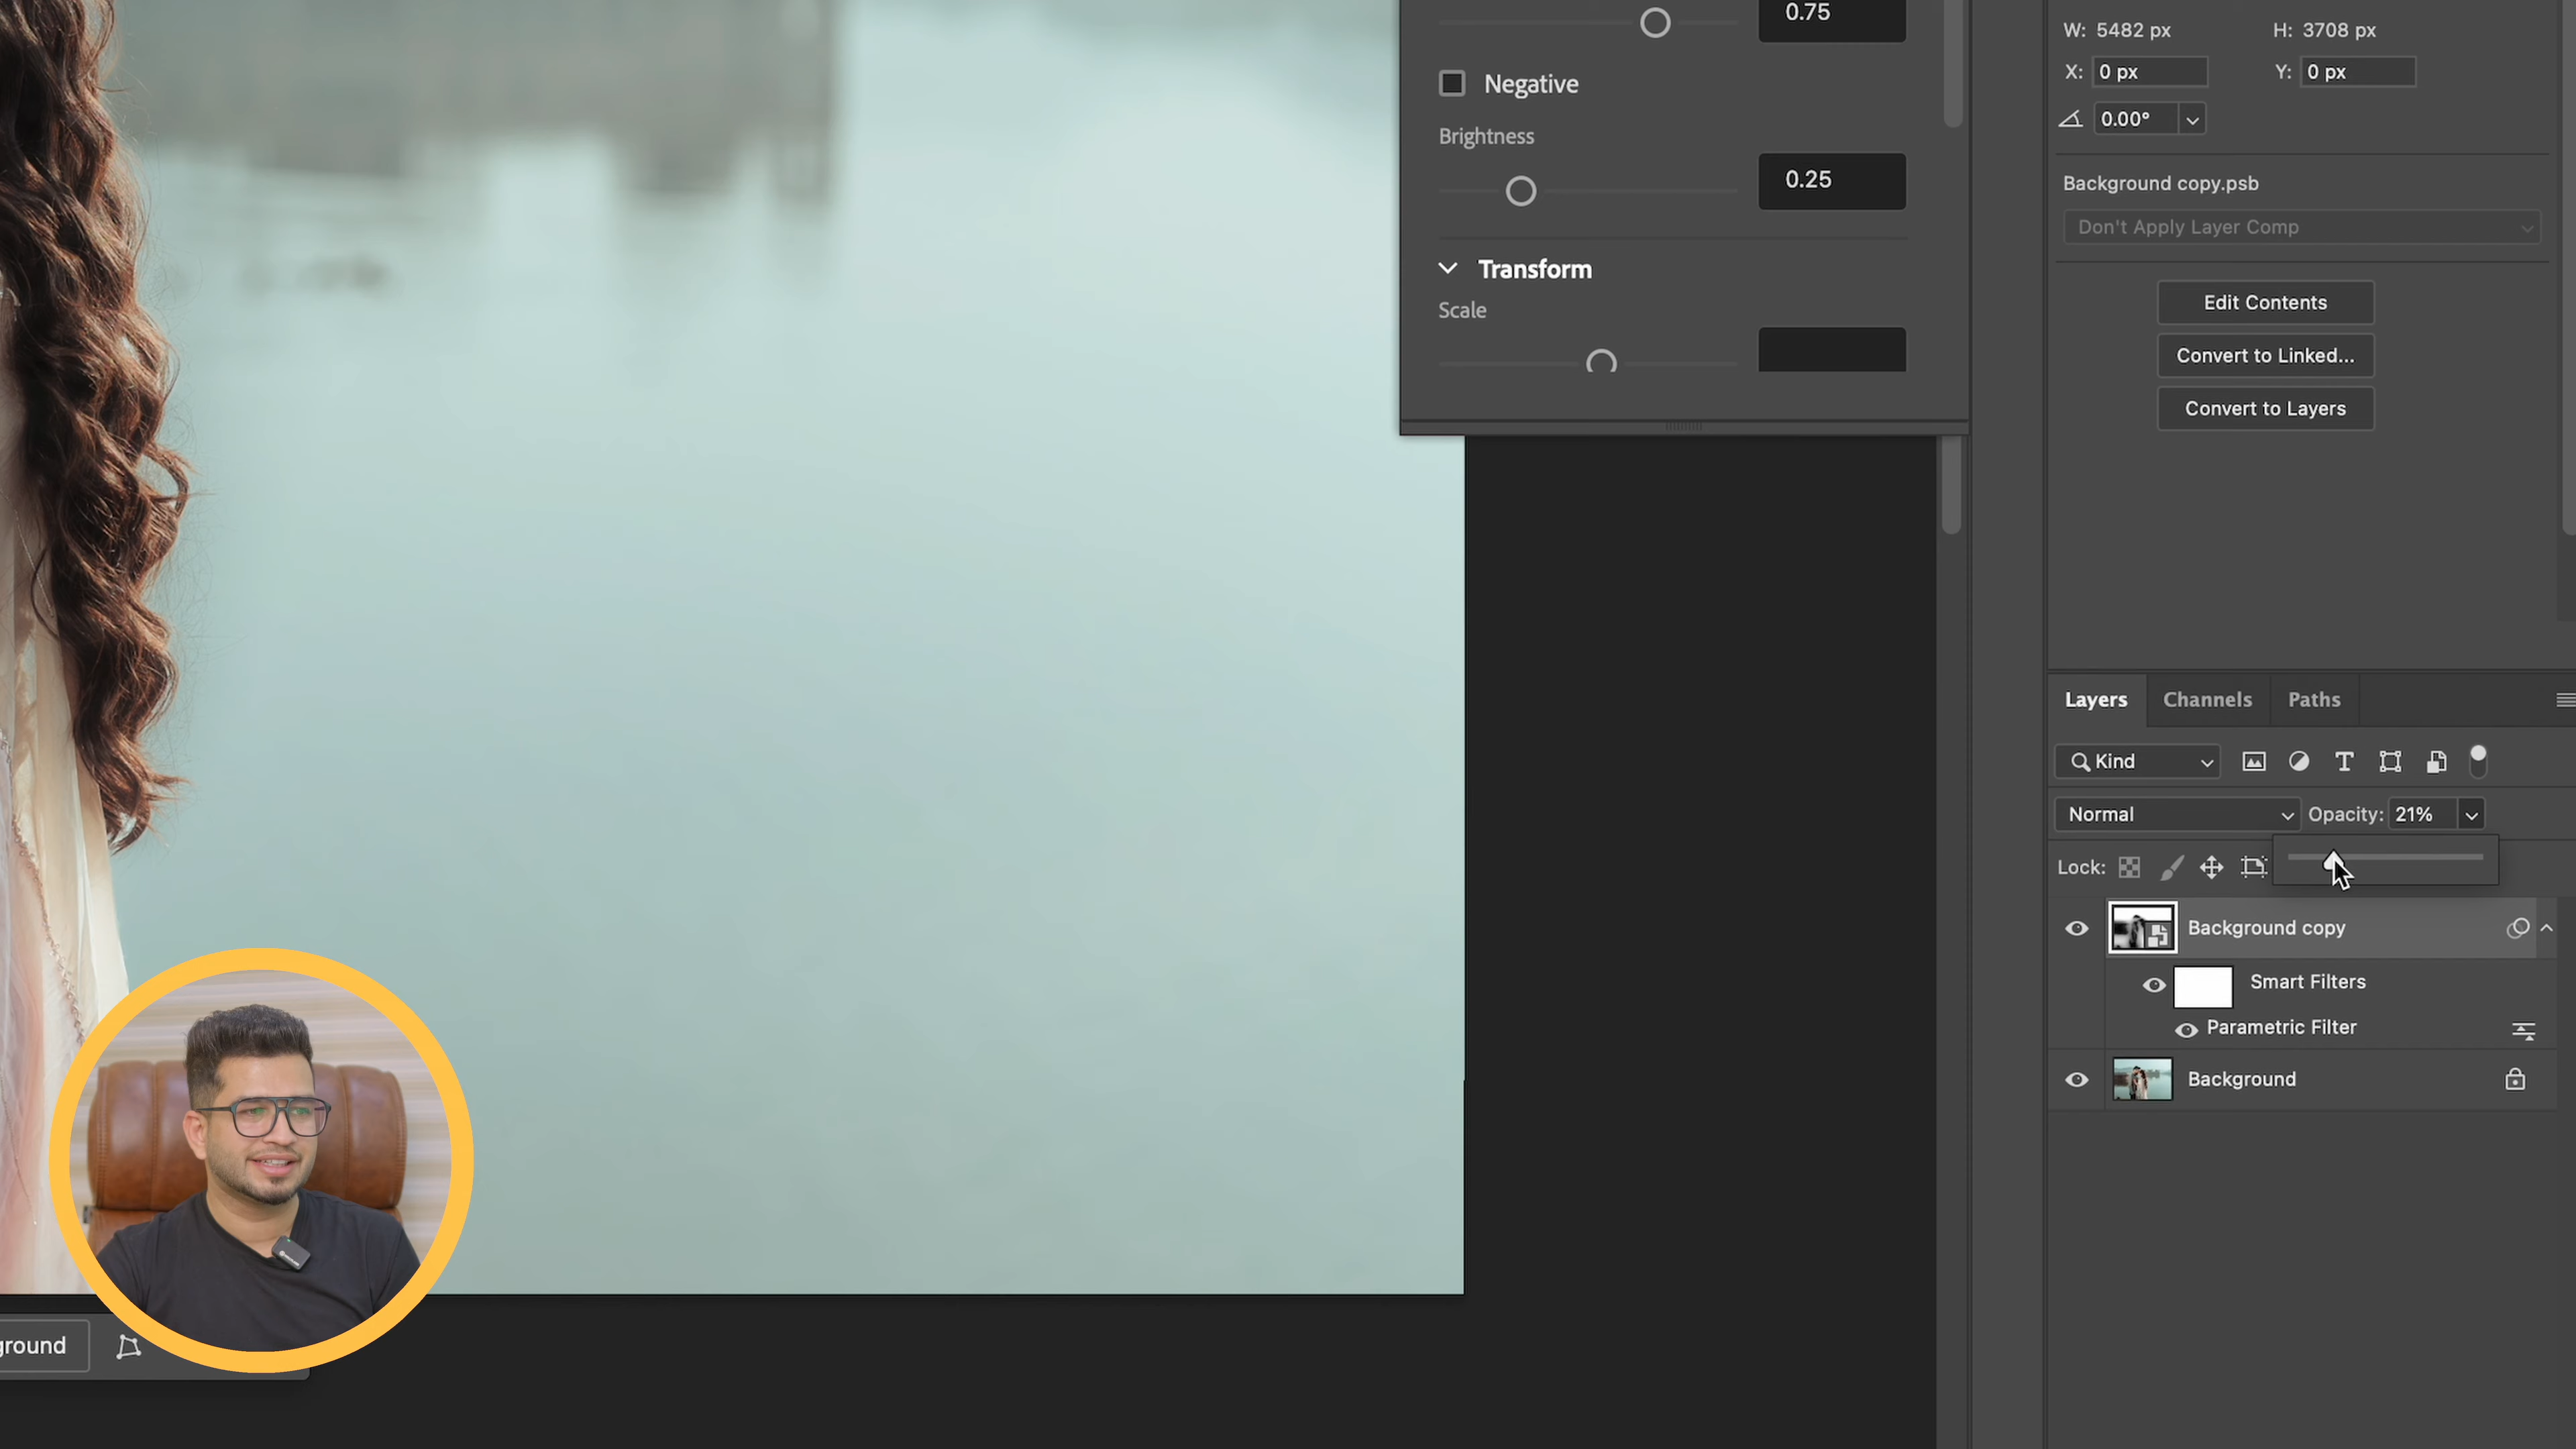 0.75
Negative
Brightness
0.25
Transform
Scale
W: 5482 px H: 3708 px
X: 0 px Y: 0 px
0.00°
Background copy.psb
Don't Apply Layer Comp
Edit Contents
Convert to Linked...
Convert to Layers
Layers Channels Paths
Kind
Normal Opacity: 21%
Lock:
Background copy
Smart Filters
Parametric Filter
Background
ground